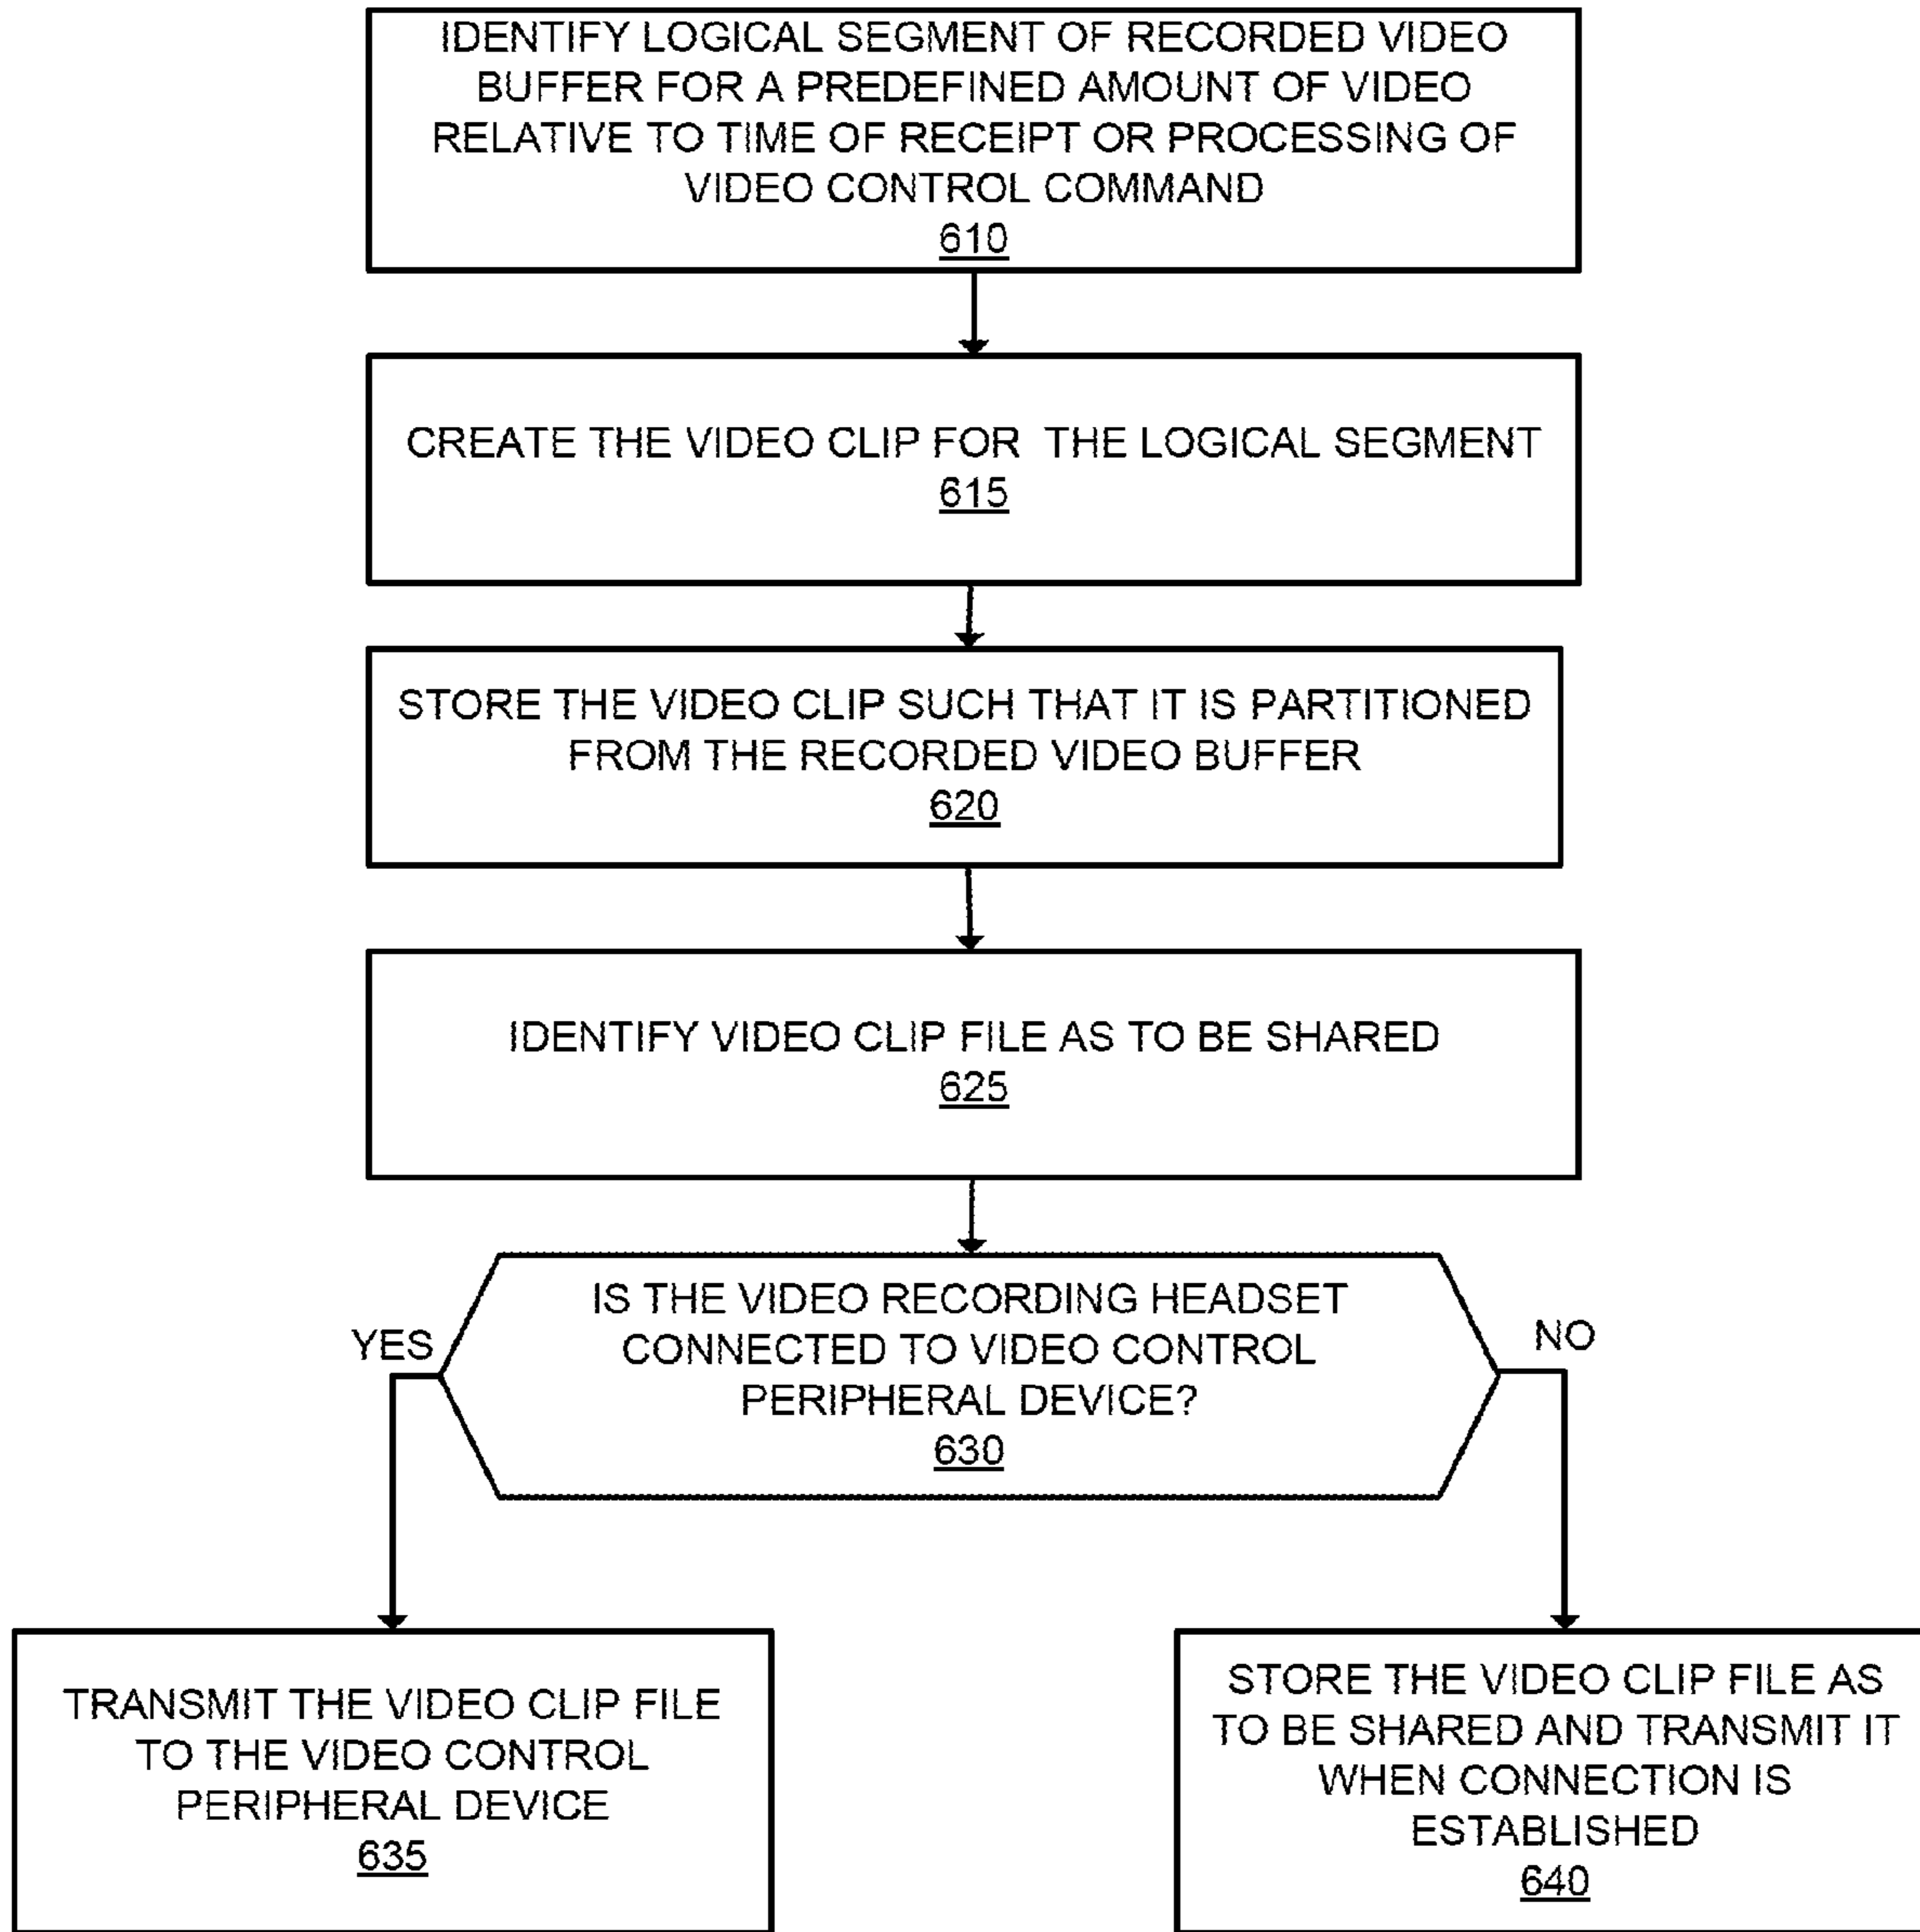 IDENTIFY LOGICAL SEGMENT OF RECORDED VIDEO
BUFFER FOR A PREDEFINED AMOUNT OF VIDEO
RELATIVE TO TIME OF RECEIPT OR PROCESSING OF
VIDEO CONTROL COMMAND
610
CREATE THE VIDEO CLIP FOR THE LOGICAL SEGMENT
615
STORE THE VIDEO CLIP SUCH THAT IT IS PARTITIONED
FROM THE RECORDED VIDEO BUFFER
620
IDENTIFY VIDEO CLIP FILE AS TO BE SHARED
625
IS THE VIDEO RECORDING HEADSET
CONNECTED TO VIDEO CONTROL
PERIPHERAL DEVICE?
630
YES
NO
TRANSMIT THE VIDEO CLIP FILE
TO THE VIDEO CONTROL
PERIPHERAL DEVICE
635
STORE THE VIDEO CLIP FILE AS
TO BE SHARED AND TRANSMIT IT
WHEN CONNECTION IS
ESTABLISHED
640